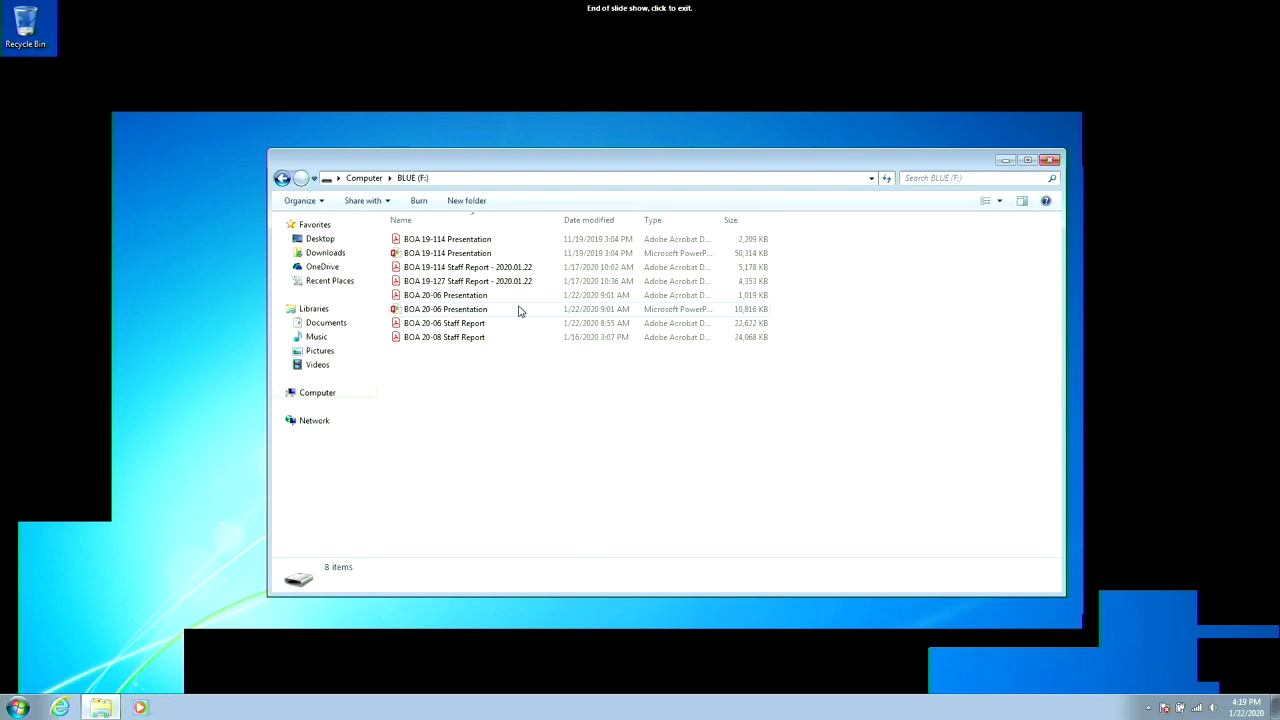 End of slide show, click to exit.
Recycle Bin
Computer BLUE (F:)
Search BLUE (F:)
Organize Share with Burn New folder
Name Date modified Type Size
Favorites
Desktop
Downloads
OneDrive
Recent Places
Libraries
Documents
Music
Pictures
Videos
Computer
Network
BOA 19-114 Presentation 11/19/2019 3:04 PM Adobe Acrobat D... 2,209 KB
BOA 19-114 Presentation 11/19/2019 3:04 PM Microsoft PowerP... 50,314 KB
BOA 19-114 Staff Report - 2020.01.22 1/17/2020 10:02 AM Adobe Acrobat D... 5,178 KB
BOA 19-127 Staff Report - 2020.01.22 1/17/2020 10:36 AM Adobe Acrobat D... 4,353 KB
BOA 20-06 Presentation 1/22/2020 9:01 AM Adobe Acrobat D... 1,019 KB
BOA 20-06 Presentation 1/22/2020 9:01 AM Microsoft PowerP... 10,816 KB
BOA 20-06 Staff Report 1/22/2020 8:55 AM Adobe Acrobat D... 22,622 KB
BOA 20-08 Staff Report 1/16/2020 3:07 PM Adobe Acrobat D... 24,068 KB
8 items
4:19 PM
1/22/2020